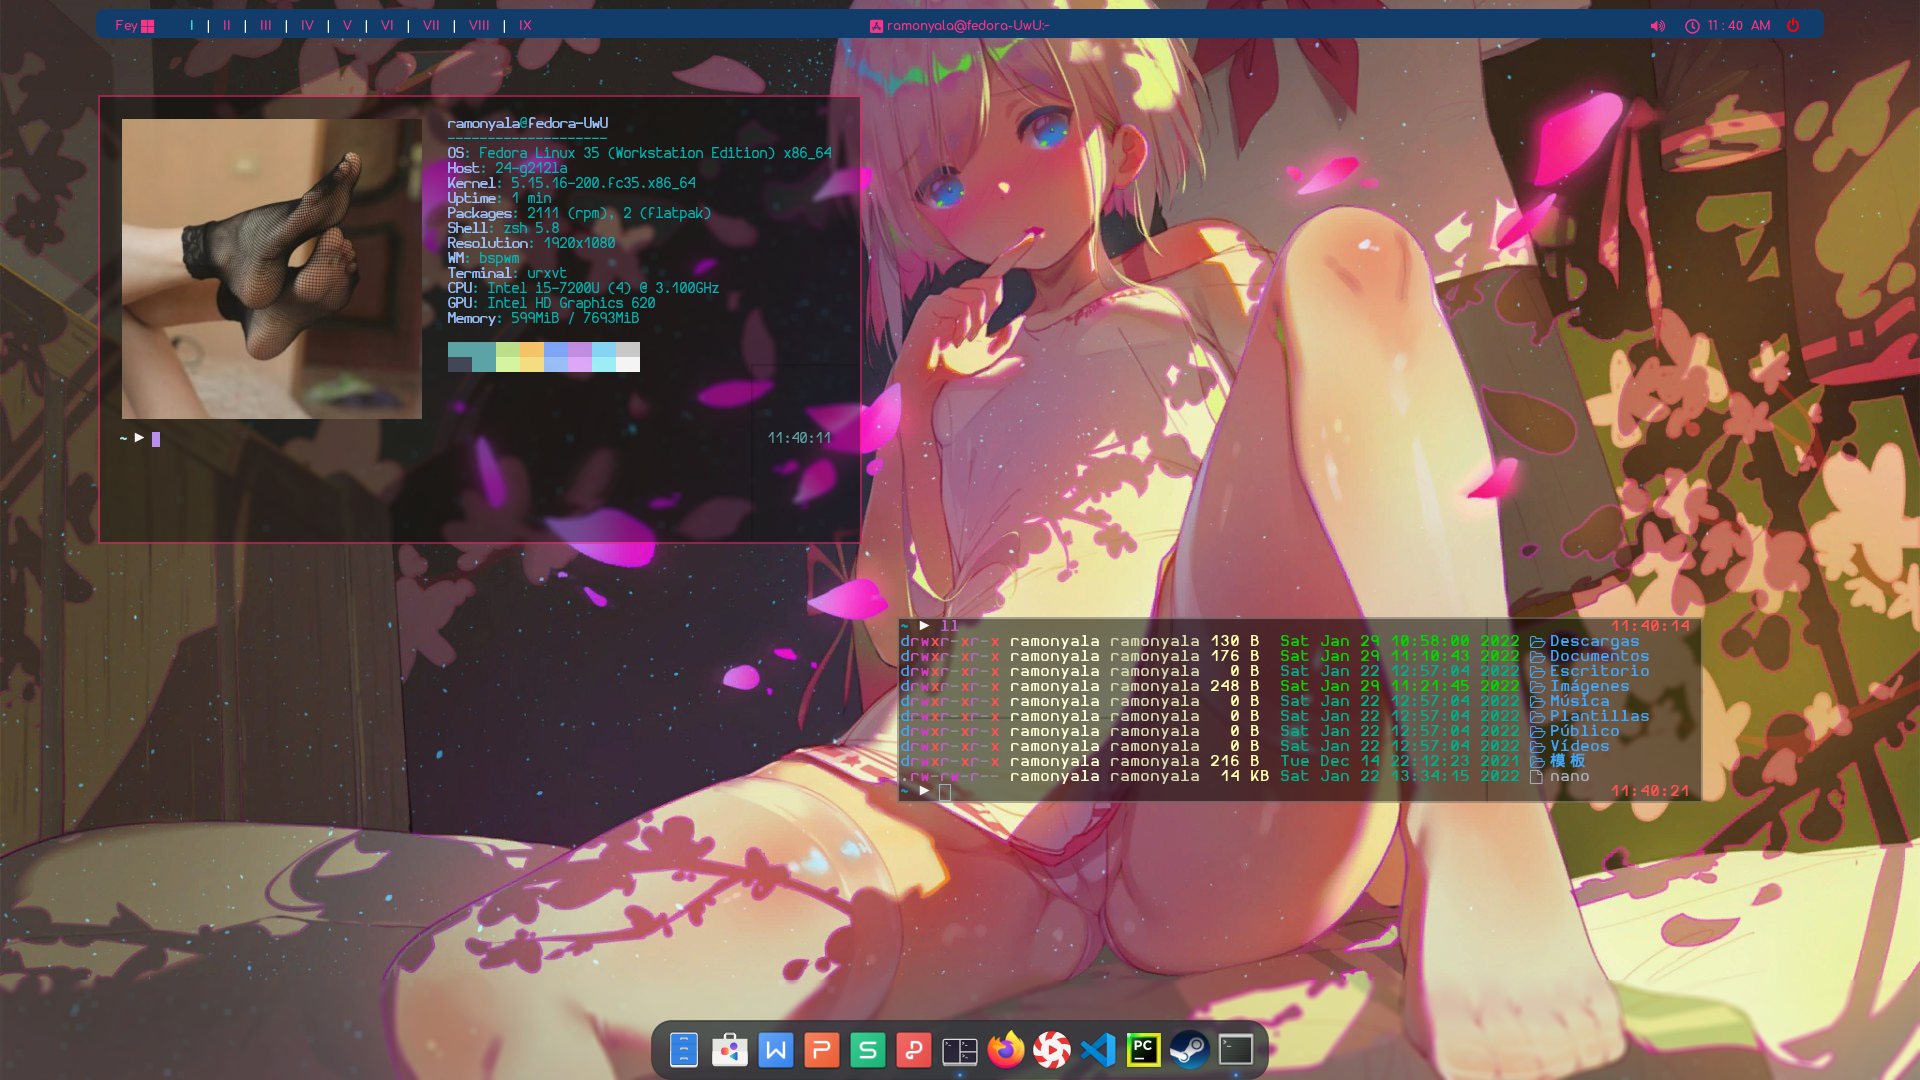 Fey I | II | III | IV | V | VI | VII | VIII | IX ramonyala@fedora-UwU:~ 11:40 AM
ramonyala@fedora-UwU
--------------------
OS: Fedora Linux 35 (Workstation Edition) x86_64
Host: 24-g212la
Kernel: 5.15.16-200.fc35.x86_64
Uptime: 1 min
Packages: 2111 (rpm), 2 (flatpak)
Shell: zsh 5.8
Resolution: 1920x1080
WM: bspwm
Terminal: urxvt
CPU: Intel i5-7200U (4) @ 3.100GHz
GPU: Intel HD Graphics 620
Memory: 599MiB / 7693MiB
~ ► 11:40:11
~ ► ll 11:40:14
drwxr-xr-x ramonyala ramonyala 130 B Sat Jan 29 10:58:00 2022 Descargas
drwxr-xr-x ramonyala ramonyala 176 B Sat Jan 29 11:10:43 2022 Documentos
drwxr-xr-x ramonyala ramonyala 0 B Sat Jan 22 12:57:04 2022 Escritorio
drwxr-xr-x ramonyala ramonyala 248 B Sat Jan 29 11:21:45 2022 Imágenes
drwxr-xr-x ramonyala ramonyala 0 B Sat Jan 22 12:57:04 2022 Música
drwxr-xr-x ramonyala ramonyala 0 B Sat Jan 22 12:57:04 2022 Plantillas
drwxr-xr-x ramonyala ramonyala 0 B Sat Jan 22 12:57:04 2022 Público
drwxr-xr-x ramonyala ramonyala 0 B Sat Jan 22 12:57:04 2022 Vídeos
drwxr-xr-x ramonyala ramonyala 216 B Tue Dec 14 22:12:23 2021 模板
.rw-rw-r-- ramonyala ramonyala 14 KB Sat Jan 22 13:34:15 2022 nano
~ ► 11:40:21
W P S P PC